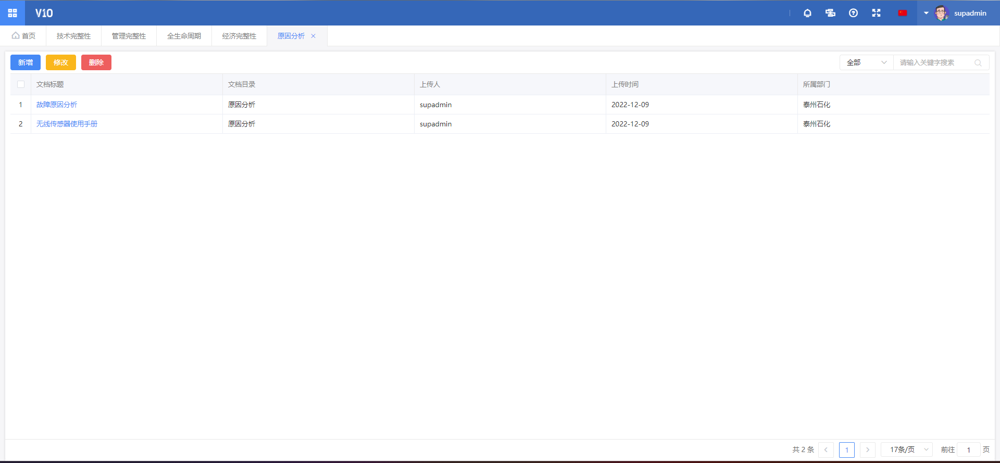 V10
supadmin
首页 技术完整性 管理完整性 全生命周期 经济完整性 原因分析
新增 修改 删除 全部 请输入关键字搜索
文档标题 文档目录 上传人 上传时间 所属部门
1 故障原因分析 原因分析 supadmin 2022-12-09 泰州石化
2 无线传感器使用手册 原因分析 supadmin 2022-12-09 泰州石化
共 2 条 1 17条/页 前往 1 页